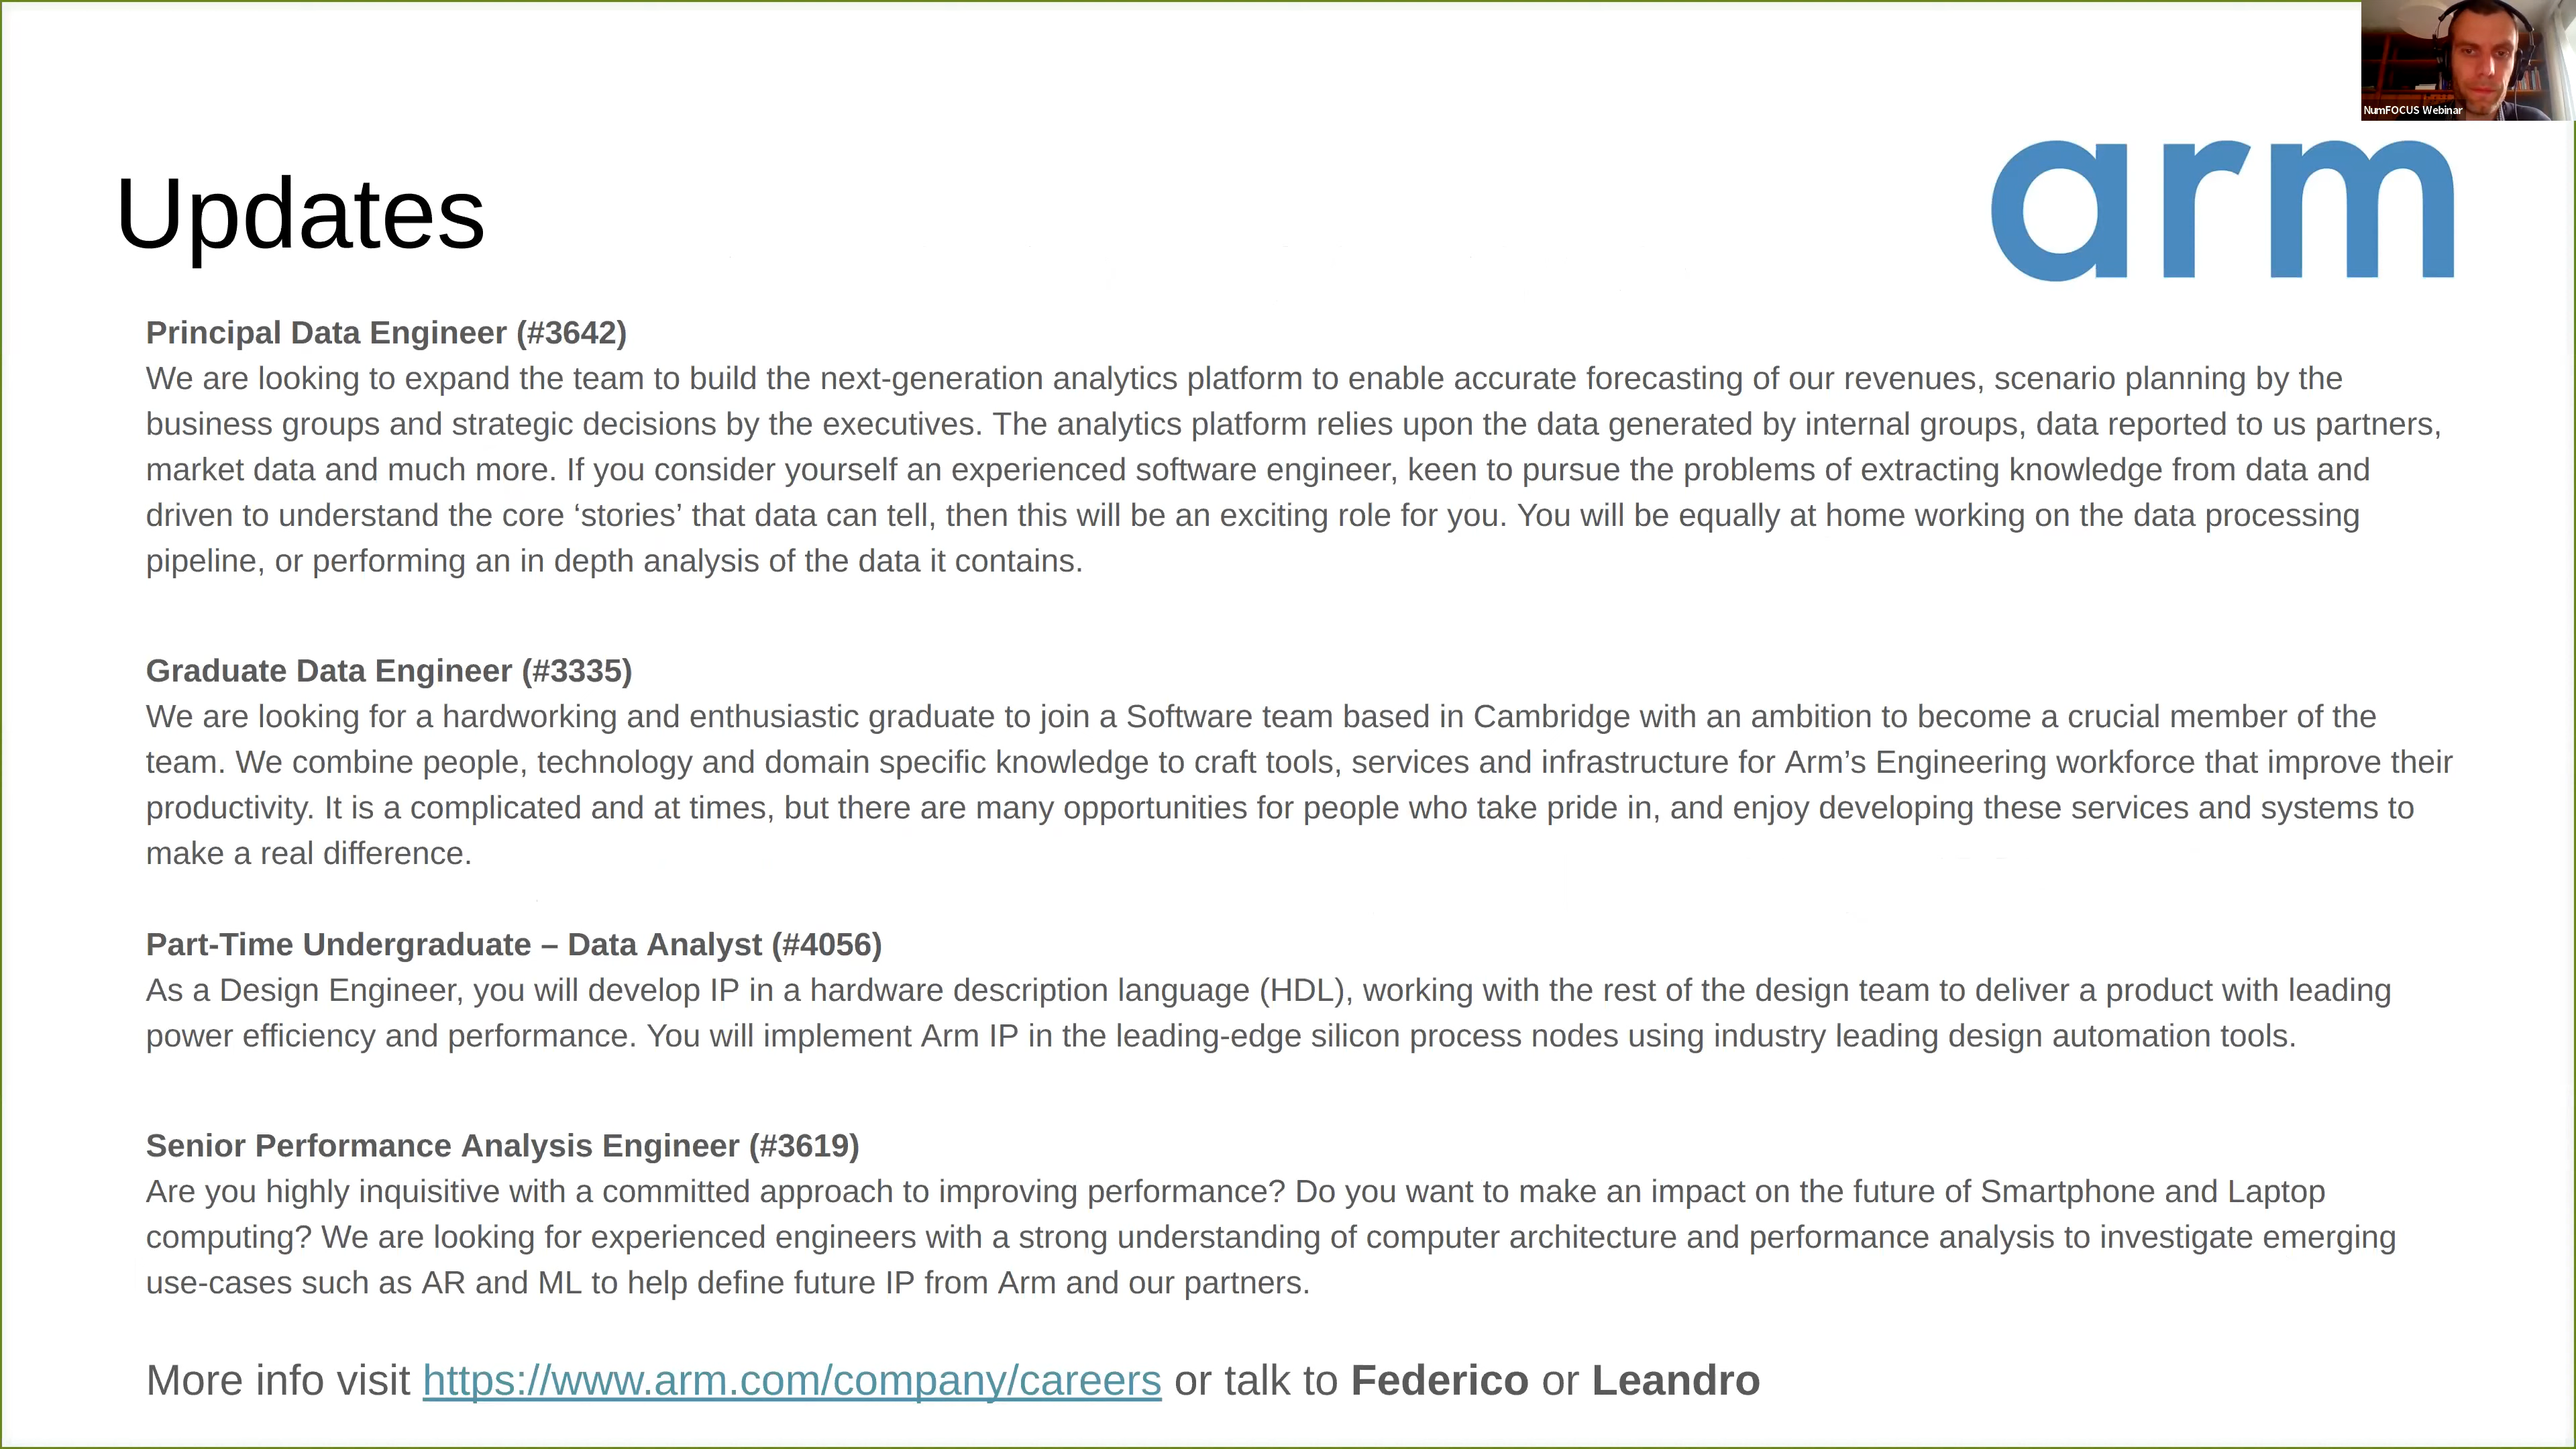 NumFOCUS Webinar
arm
Updates
Principal Data Engineer (#3642)
We are looking to expand the team to build the next-generation analytics platform to enable accurate forecasting of our revenues, scenario planning by the
business groups and strategic decisions by the executives. The analytics platform relies upon the data generated by internal groups, data reported to us partners,
market data and much more. If you consider yourself an experienced software engineer, keen to pursue the problems of extracting knowledge from data and
driven to understand the core ‘stories’ that data can tell, then this will be an exciting role for you. You will be equally at home working on the data processing
pipeline, or performing an in depth analysis of the data it contains.
Graduate Data Engineer (#3335)
We are looking for a hardworking and enthusiastic graduate to join a Software team based in Cambridge with an ambition to become a crucial member of the
team. We combine people, technology and domain specific knowledge to craft tools, services and infrastructure for Arm’s Engineering workforce that improve their
productivity. It is a complicated and at times, but there are many opportunities for people who take pride in, and enjoy developing these services and systems to
make a real difference.
Part-Time Undergraduate – Data Analyst (#4056)
As a Design Engineer, you will develop IP in a hardware description language (HDL), working with the rest of the design team to deliver a product with leading
power efficiency and performance. You will implement Arm IP in the leading-edge silicon process nodes using industry leading design automation tools.
Senior Performance Analysis Engineer (#3619)
Are you highly inquisitive with a committed approach to improving performance? Do you want to make an impact on the future of Smartphone and Laptop
computing? We are looking for experienced engineers with a strong understanding of computer architecture and performance analysis to investigate emerging
use-cases such as AR and ML to help define future IP from Arm and our partners.
More info visit https://www.arm.com/company/careers or talk to Federico or Leandro